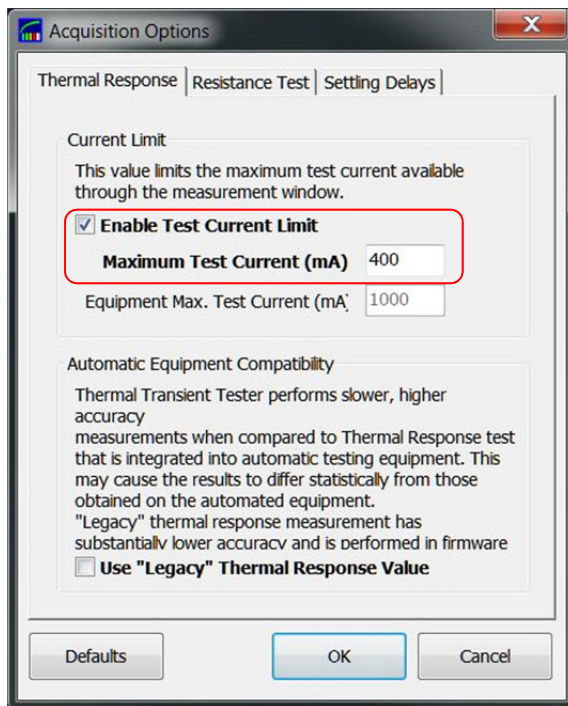 Acquisition Options
Thermal Response Resistance Test Settling Delays
Current Limit
This value limits the maximum test current available
through the measurement window.
Enable Test Current Limit
Maximum Test Current (mA) 400
Equipment Max. Test Current (mA) 1000
Automatic Equipment Compatibility
Thermal Transient Tester performs slower, higher
accuracy
measurements when compared to Thermal Response test
that is integrated into automatic testing equipment. This
may cause the results to differ statistically from those
obtained on the automated equipment.
"Legacy" thermal response measurement has
substantially lower accuracy and is performed in firmware
Use "Legacy" Thermal Response Value
Defaults OK Cancel